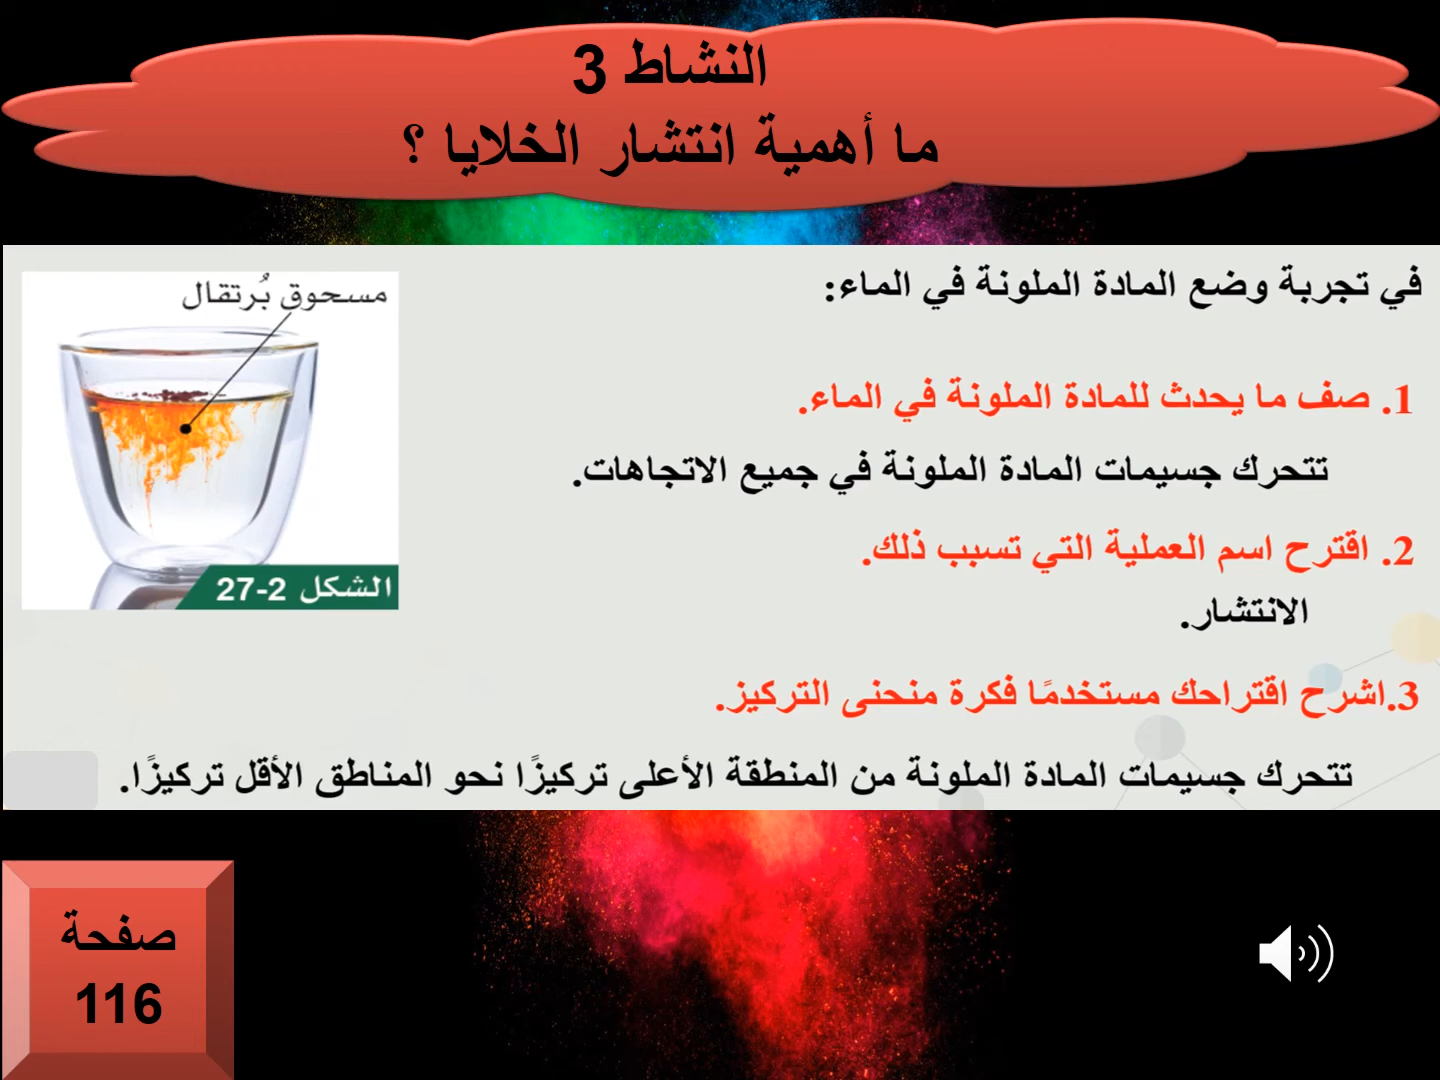 النشاط 3
ما أهمية انتشار الخلايا ؟
في تجربة وضع المادة الملونة في الماء:
مسحوق بُرتقال
1. صف ما يحدث للمادة الملونة في الماء.
تتحرك جسيمات المادة الملونة في جميع الاتجاهات.
2. اقترح اسم العملية التي تسبب ذلك.
الشكل 2-27
الانتشار.
3.اشرح اقتراحك مستخدمًا فكرة منحنى التركيز.
تتحرك جسيمات المادة الملونة من المنطقة الأعلى تركيزًا نحو المناطق الأقل تركيزًا.
صفحة
116